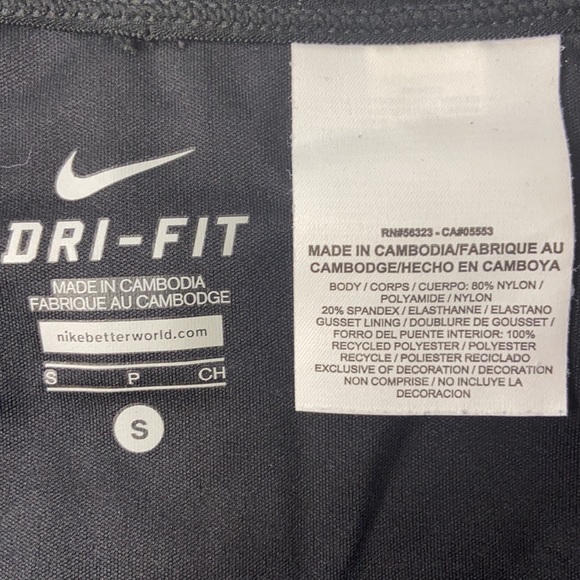 DRI-FIT
MADE IN CAMBODIA
FABRIQUE AU CAMBODGE
nikebetterworld.com
S P CH
S
RN#56323 - CA#05553
MADE IN CAMBODIA/FABRIQUE AU
CAMBODGE/HECHO EN CAMBOYA
BODY / CORPS / CUERPO: 80% NYLON /
POLYAMIDE / NYLON
20% SPANDEX / ELASTHANNE / ELASTANO
GUSSET LINING / DOUBLURE DE GOUSSET /
FORRO DEL PUENTE INTERIOR: 100%
RECYCLED POLYESTER / POLYESTER
RECYCLE / POLIESTER RECICLADO
EXCLUSIVE OF DECORATION / DECORATION
NON COMPRISE / NO INCLUYE LA
DECORACION